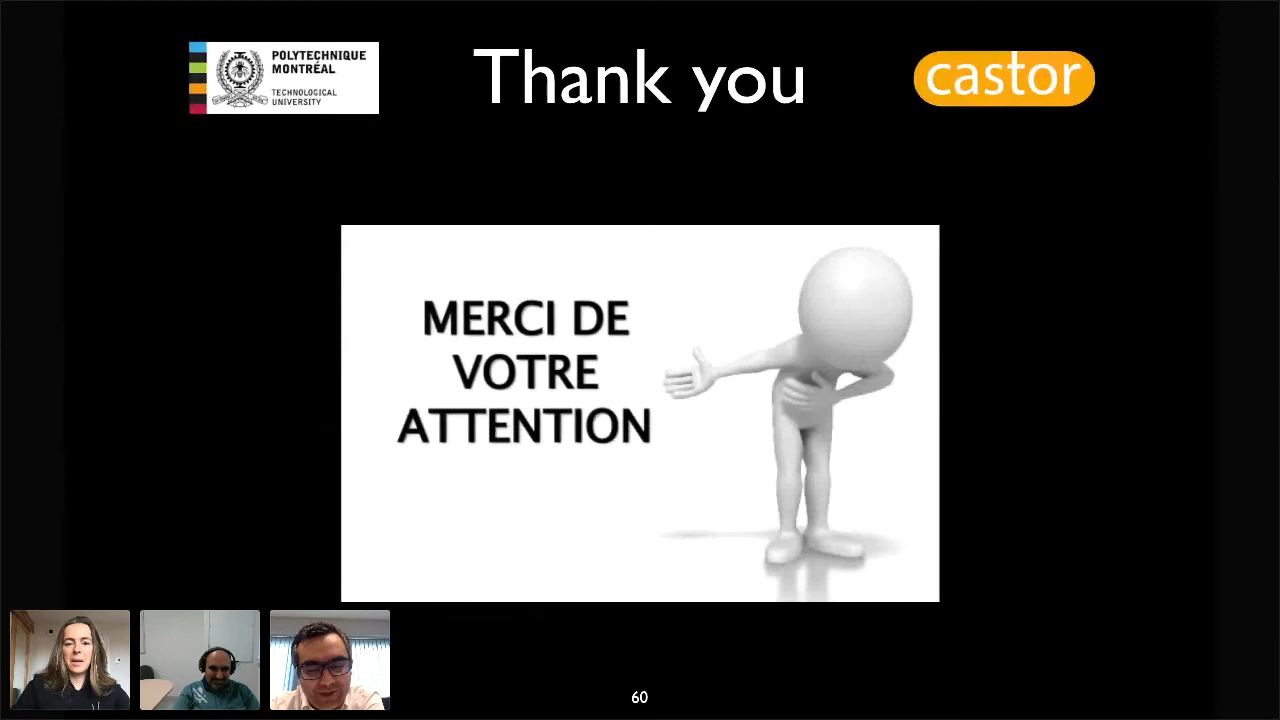 POLYTECHNIQUE
MONTRÉAL
TECHNOLOGICAL
UNIVERSITY
Thank you
castor
MERCI DE
VOTRE
ATTENTION
60